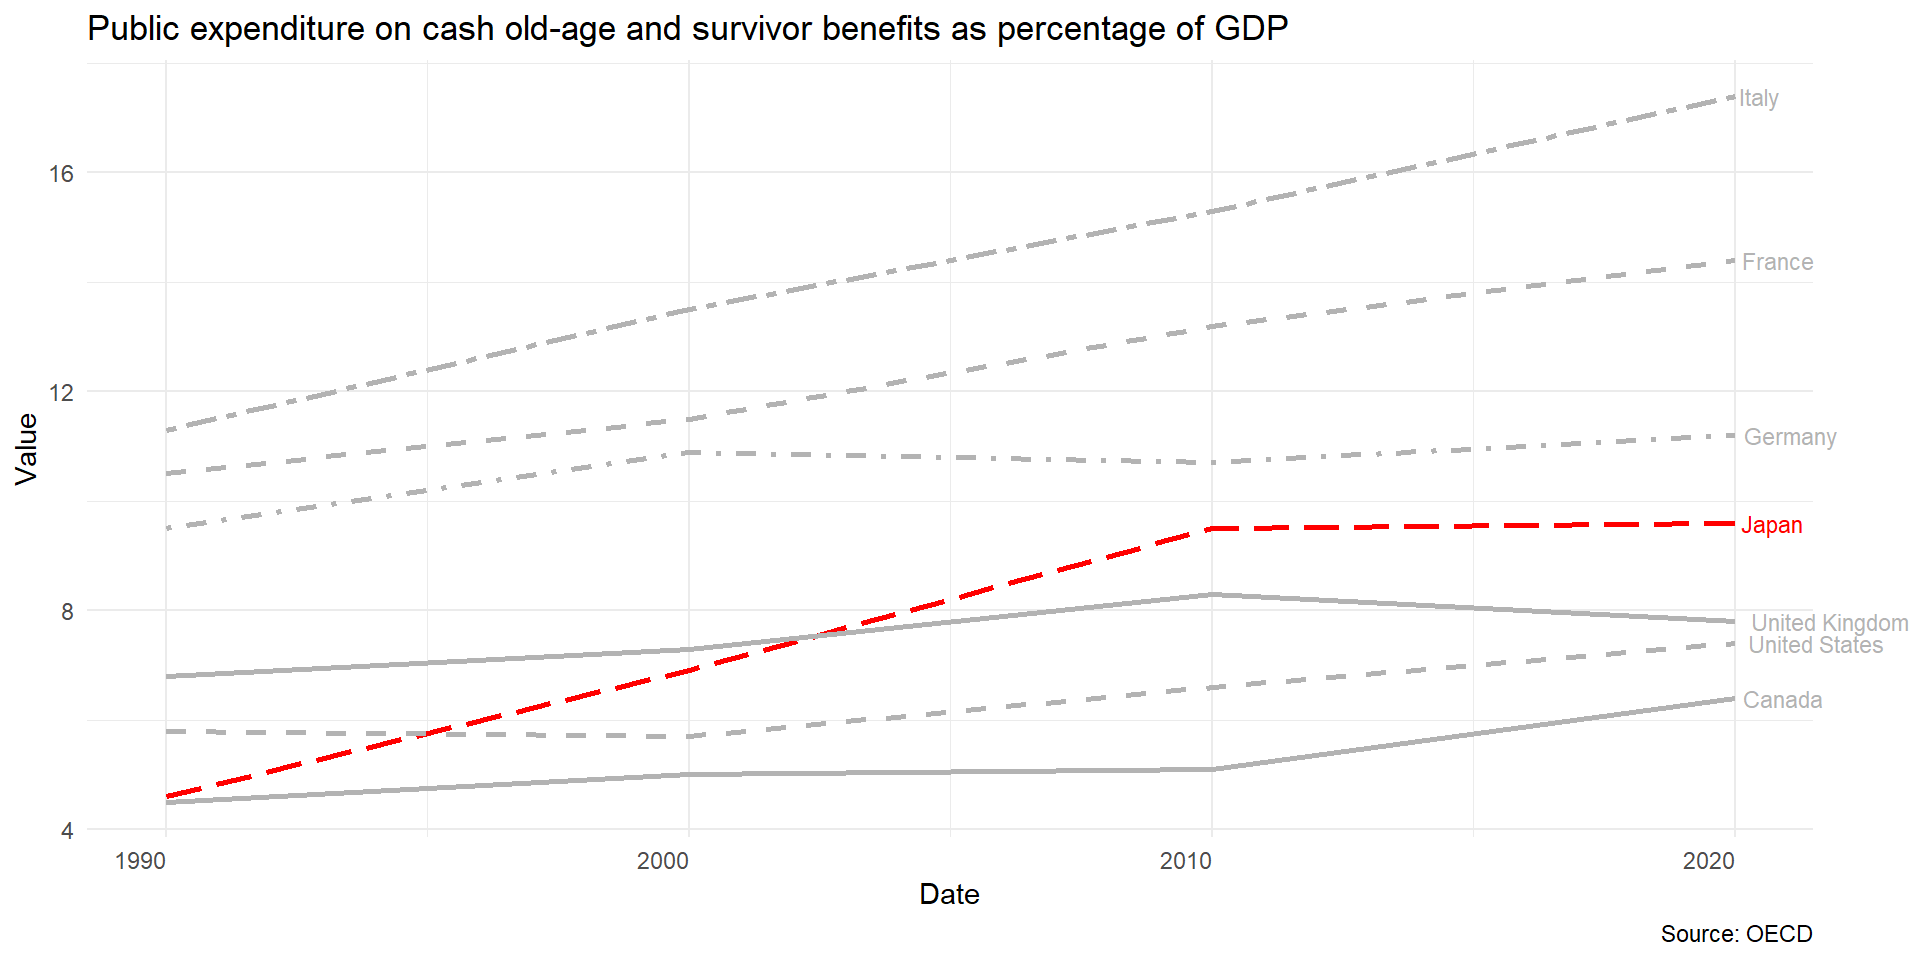 Public expenditure on cash old-age and survivor benefits as percentage of GDP
Italy
16
France
12
Value
Germany
Japan
8
United Kingdom
United States
Canada
4
1990 2000 2010 2020
Date
Source: OECD